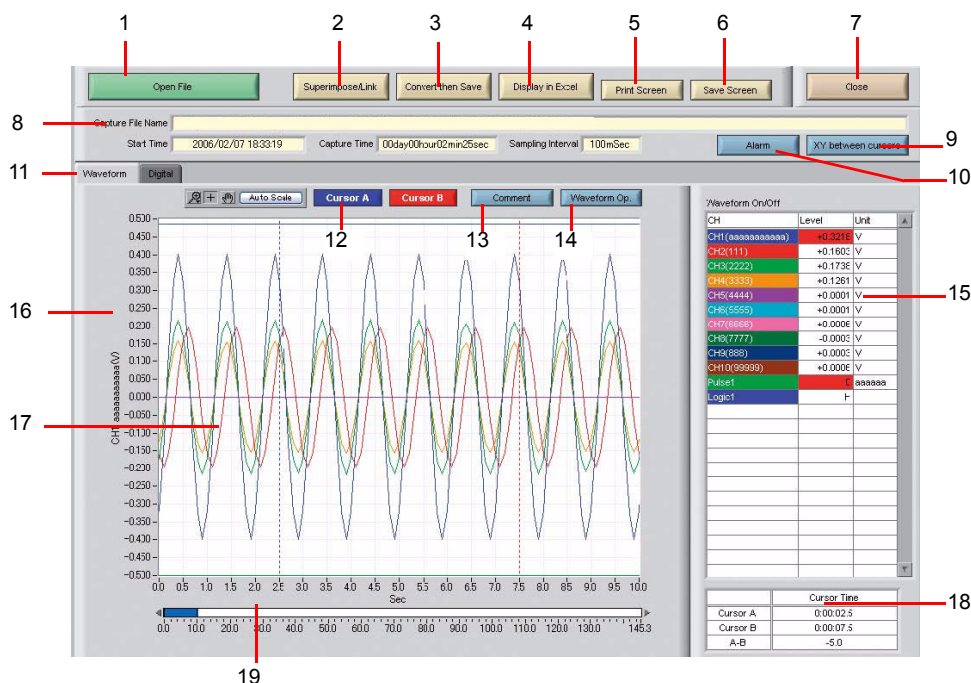 1 2 3 4 5 6 7
Open File Superimpose/Link Convert then Save Display in Excel Print Screen Save Screen Close
8 Capture File Name
Start Time 2006/02/07 18:33:19 Capture Time 00day00hour02min25sec Sampling Interval 100mSec Alarm XY between cursors 9
10
11 Waveform Digital
Auto Scale Cursor A Cursor B Comment Waveform Op.
12 13 14
Waveform On/Off
CH Level Unit
CH1(aaaaaaaaaaa) +0.3218 V
CH2(111) +0.1603 V
CH3(2222) +0.1738 V
CH4(3333) +0.1261 V
CH5(4444) +0.0001 V 15
CH6(5555) +0.0001 V
CH7(6666) +0.0006 V
CH8(7777) -0.0003 V
CH9(888) +0.0003 V
CH10(99999) +0.0006 V
Pulse1 aaaaaa
Logic1 H
16
17
CH1 aaaaaaaaaaa(V)
0.530
0.450
0.400
0.350
0.300
0.250
0.200
0.150
0.100
0.050
0.000
-0.050
-0.100
-0.150
-0.200
-0.250
-0.300
-0.350
-0.400
-0.450
-0.530
0.0 0.5 1.0 1.5 2.0 2.5 3.0 3.5 4.0 4.5 5.0 5.5 6.0 6.5 7.0 7.5 8.0 8.5 9.0 9.5 10.0
Sec
0.0 10.0 20.0 30.0 40.0 50.0 60.0 70.0 80.0 90.0 100.0 110.0 120.0 130.0 145.3
19
Cursor Time 18
Cursor A 0:00:02.5
Cursor B 0:00:07.5
A-B -5.0